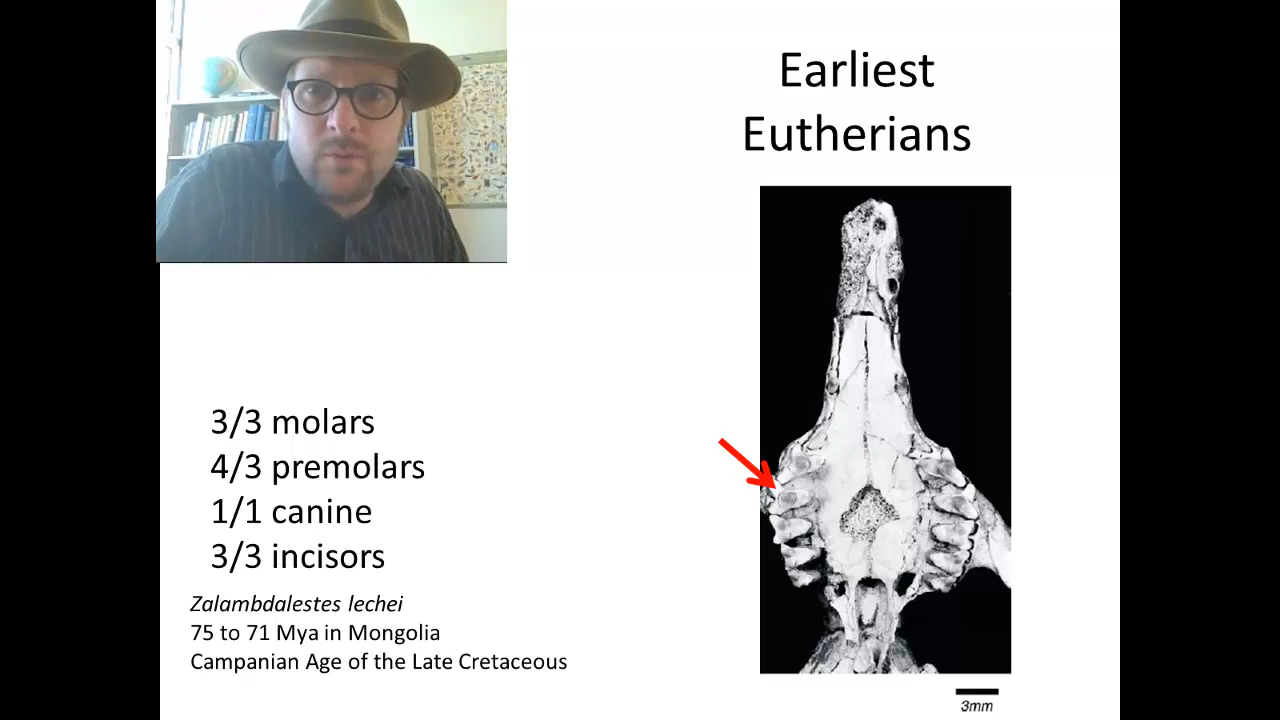 Earliest
Eutherians
3/3 molars
4/3 premolars
1/1 canine
3/3 incisors
Zalambdalestes lechei
75 to 71 Mya in Mongolia
Campanian Age of the Late Cretaceous
3mm